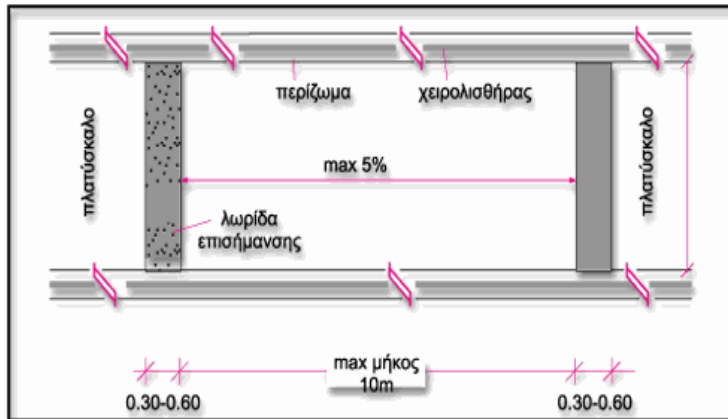 περίζωμα
χειρολισθήρας
πλατύσκαλο
max 5%
πλατύσκαλο
λωρίδα
επισήμανσης
max μήκος
10m
0.30-0.60
0.30-0.60